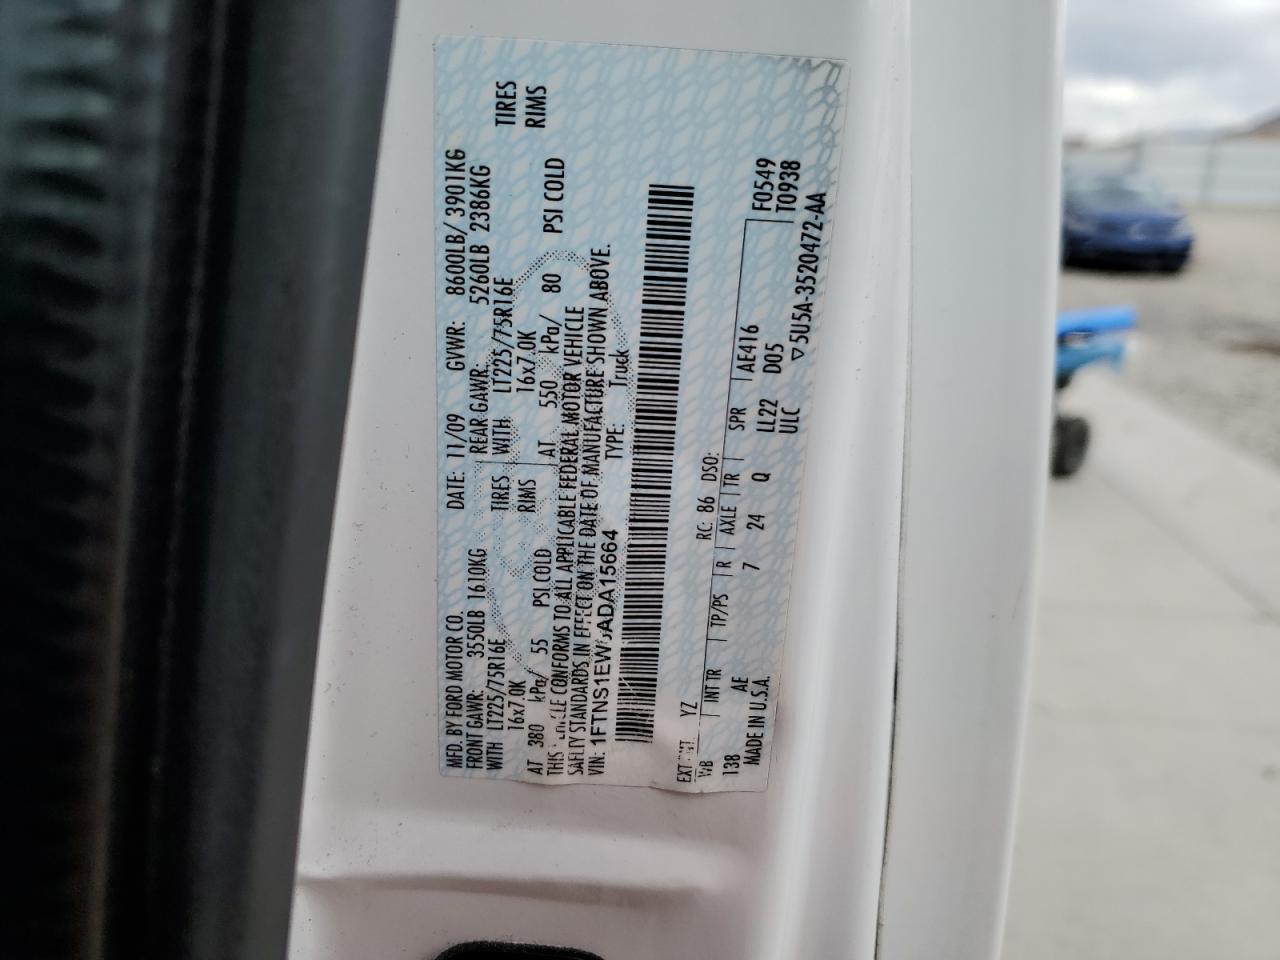 MFD. BY FORD MOTOR CO. DATE: 11/09 GVWR: 8600LB/ 3901KG
FRONT GAWR: 3550LB 1610KG REAR GAWR: 5260LB 2386KG
WITH LT225/75R16E TIRES WITH LT225/75R16E TIRES
16x7.0K RIMS 16x7.0K RIMS
AT 380 kPa/ 55 PSI COLD AT 550 kPa/ 80 PSI COLD
THIS CONFORMS TO ALL APPLICABLE FEDERAL MOTOR VEHICLE
SAFETY STANDARDS IN EFFECT ON THE DATE OF MANUFACTURE SHOWN ABOVE.
VIN: TYPE: Truck
YZ RC: 86 DSO:
WB INT TR TP/PS R AXLE TR SPR AE416 F0549
138 AE 7 24 Q LL22 D05 T0938
MADE IN U.S.A. ULC
▽5U5A-3520472-AA